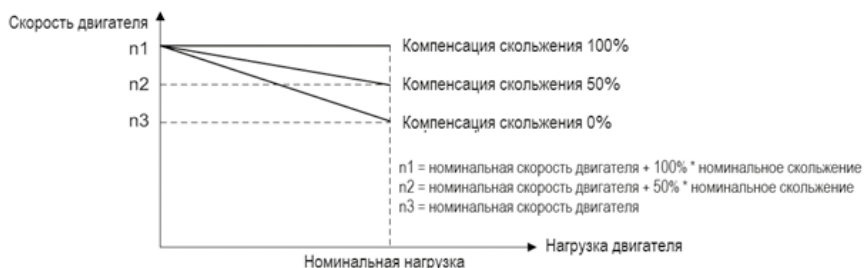 Скорость двигателя
n1
Компенсация скольжения 100%
n2
Компенсация скольжения 50%
n3
Компенсация скольжения 0%
n1 = номинальная скорость двигателя + 100% * номинальное скольжение
n2 = номинальная скорость двигателя + 50% * номинальное скольжение
n3 = номинальная скорость двигателя
Нагрузка двигателя
Номинальная нагрузка